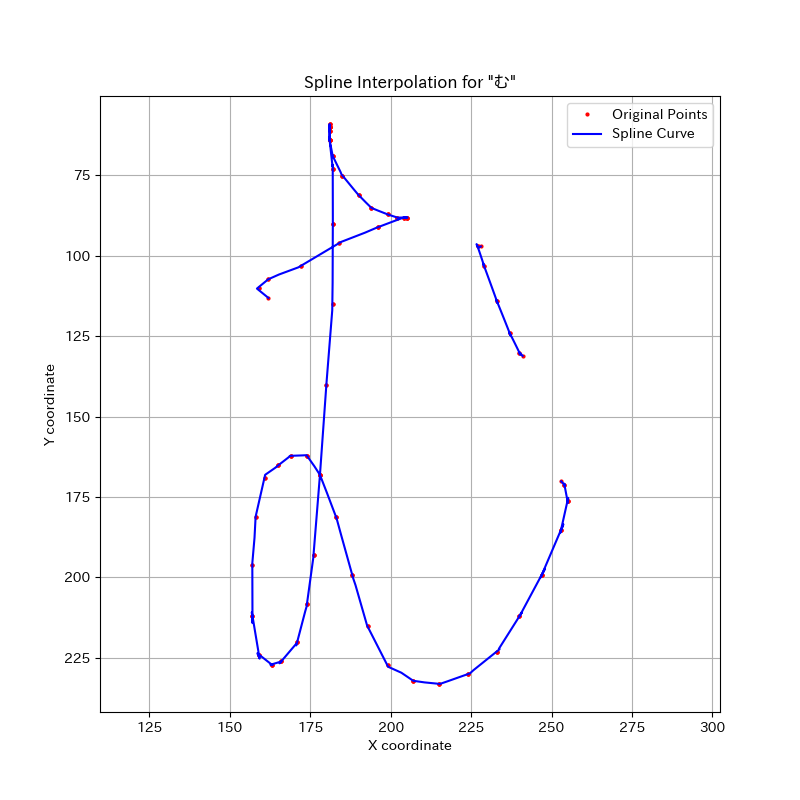 Spline Interpolation for "む"
Original Points
Spline Curve
75
100
125
150
175
200
225
Y coordinate
125 150 175 200 225 250 275 300
X coordinate